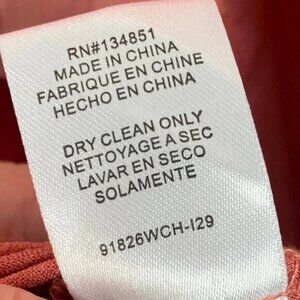 RN#134851
MADE IN CHINA
FABRIQUE EN CHINE
HECHO EN CHINA
DRY CLEAN ONLY
NETTOYAGE A SEC
LAVAR EN SECO
SOLAMENTE
91826WCH-I29